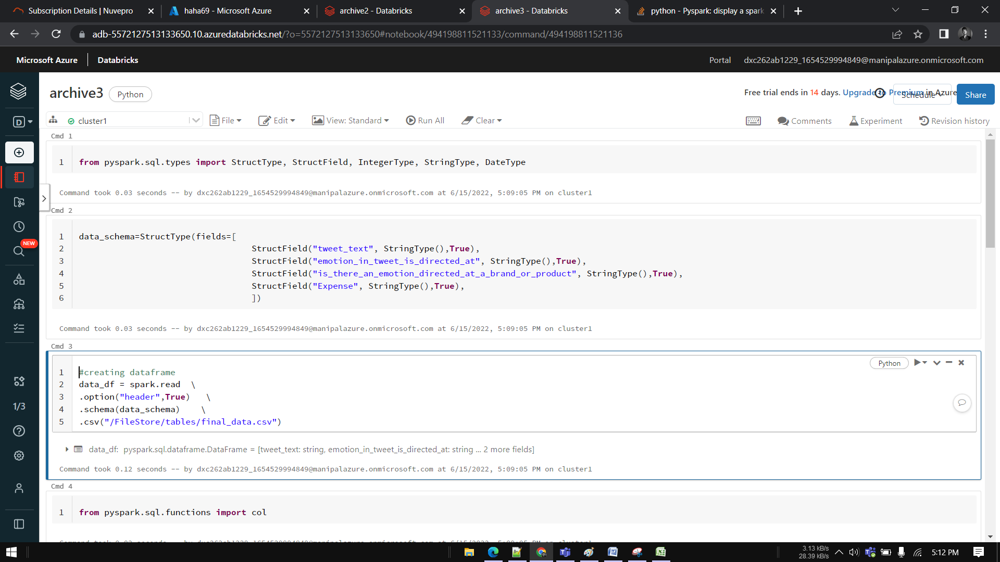 Subscription Details | Nuvepro
haha69 - Microsoft Azure
archive2 - Databricks
archive3 - Databricks
python - Pyspark: display a spark
adb-5572127513133650.10.azuredatabricks.net/?o=5572127513133650#notebook/494198811521133/command/494198811521136
Microsoft Azure Databricks
Portal dxc262ab1229_1654529994849@manipalazure.onmicrosoft.com
archive3 Python
Free trial ends in 14 days. Upgrade to Premium in Azure
Schedule
Share
D
cluster1
File Edit View: Standard Run All Clear
Comments Experiment Revision history
NEW
1/3
Cmd 1
1 from pyspark.sql.types import StructType, StructField, IntegerType, StringType, DateType
Command took 0.03 seconds -- by dxc262ab1229_1654529994849@manipalazure.onmicrosoft.com at 6/15/2022, 5:09:05 PM on cluster1
Cmd 2
1 data_schema=StructType(fields=[
2 StructField("tweet_text", StringType(),True),
3 StructField("emotion_in_tweet_is_directed_at", StringType(),True),
4 StructField("is_there_an_emotion_directed_at_a_brand_or_product", StringType(),True),
5 StructField("Expense", StringType(),True),
6 ])
Command took 0.03 seconds -- by dxc262ab1229_1654529994849@manipalazure.onmicrosoft.com at 6/15/2022, 5:09:05 PM on cluster1
Cmd 3
Python
1 #creating dataframe
2 data_df = spark.read \
3 .option("header",True) \
4 .schema(data_schema) \
5 .csv("/FileStore/tables/final_data.csv")
data_df: pyspark.sql.dataframe.DataFrame = [tweet_text: string, emotion_in_tweet_is_directed_at: string ... 2 more fields]
Command took 0.12 seconds -- by dxc262ab1229_1654529994849@manipalazure.onmicrosoft.com at 6/15/2022, 5:09:05 PM on cluster1
Cmd 4
1 from pyspark.sql.functions import col
3.13 kB/s
28.39 kB/s
5:12 PM